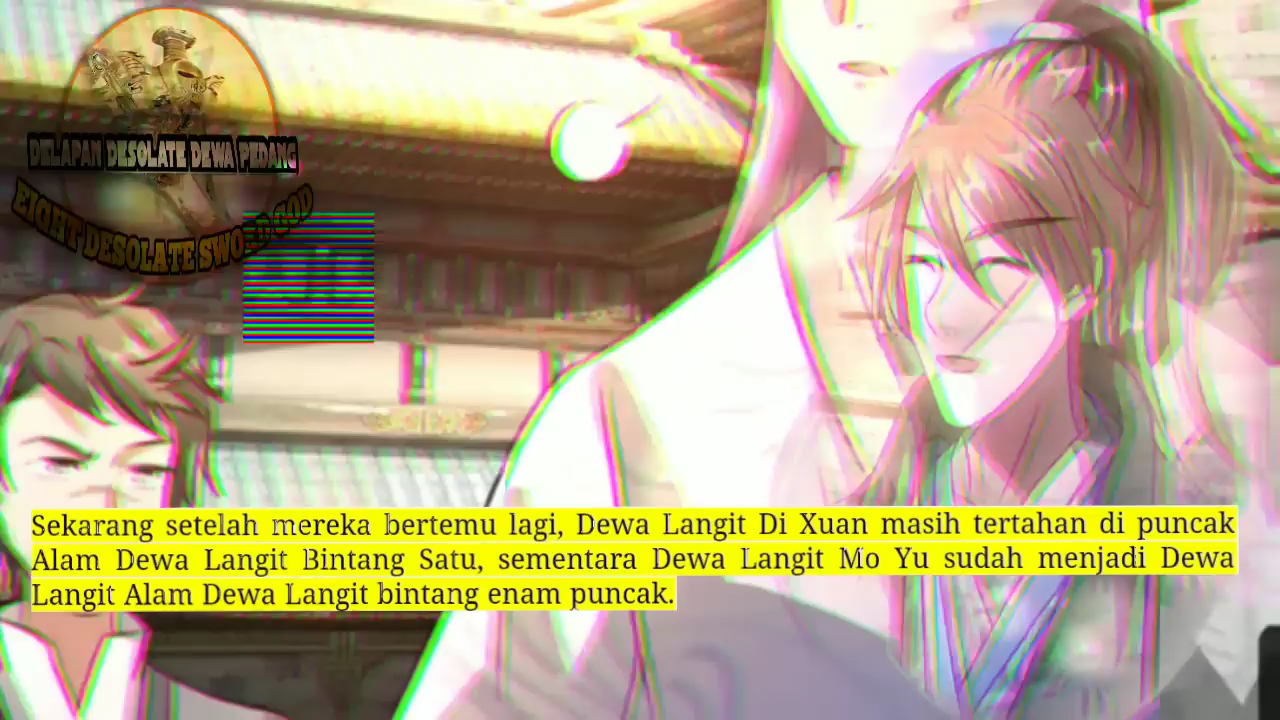 DELAPAN DESOLATE DEWA PEDANG
EIGHT DESOLATE SWORD GOD
Sekarang setelah mereka bertemu lagi, Dewa Langit Di Xuan masih tertahan di puncak
Alam Dewa Langit Bintang Satu, sementara Dewa Langit Mo Yu sudah menjadi Dewa
Langit Alam Dewa Langit bintang enam puncak.